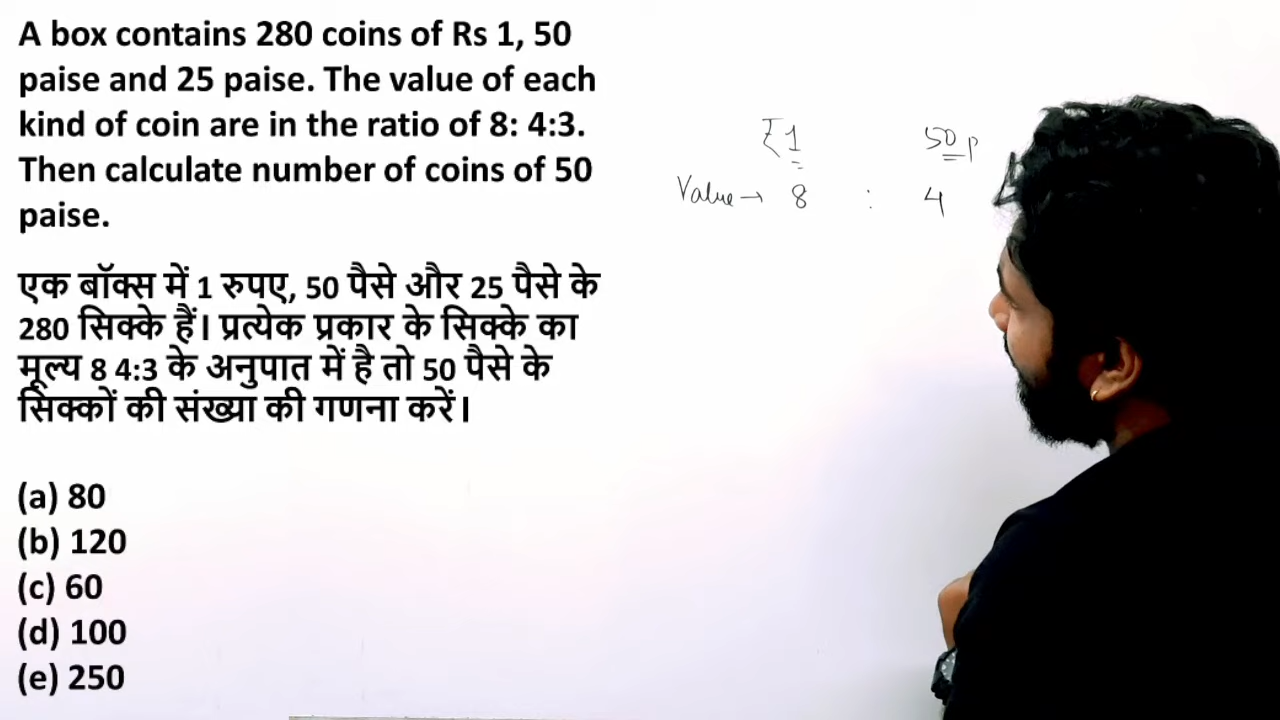 A box contains 280 coins of Rs 1, 50
paise and 25 paise. The value of each
kind of coin are in the ratio of 8: 4:3.
Then calculate number of coins of 50
paise.
एक बॉक्स में 1 रुपए, 50 पैसे और 25 पैसे के
280 सिक्के हैं। प्रत्येक प्रकार के सिक्के का
मूल्य 8 4:3 के अनुपात में है तो 50 पैसे के
सिक्कों की संख्या की गणना करें।
(a) 80
(b) 120
(c) 60
(d) 100
(e) 250
₹1 50 p
Value → 8 : 4